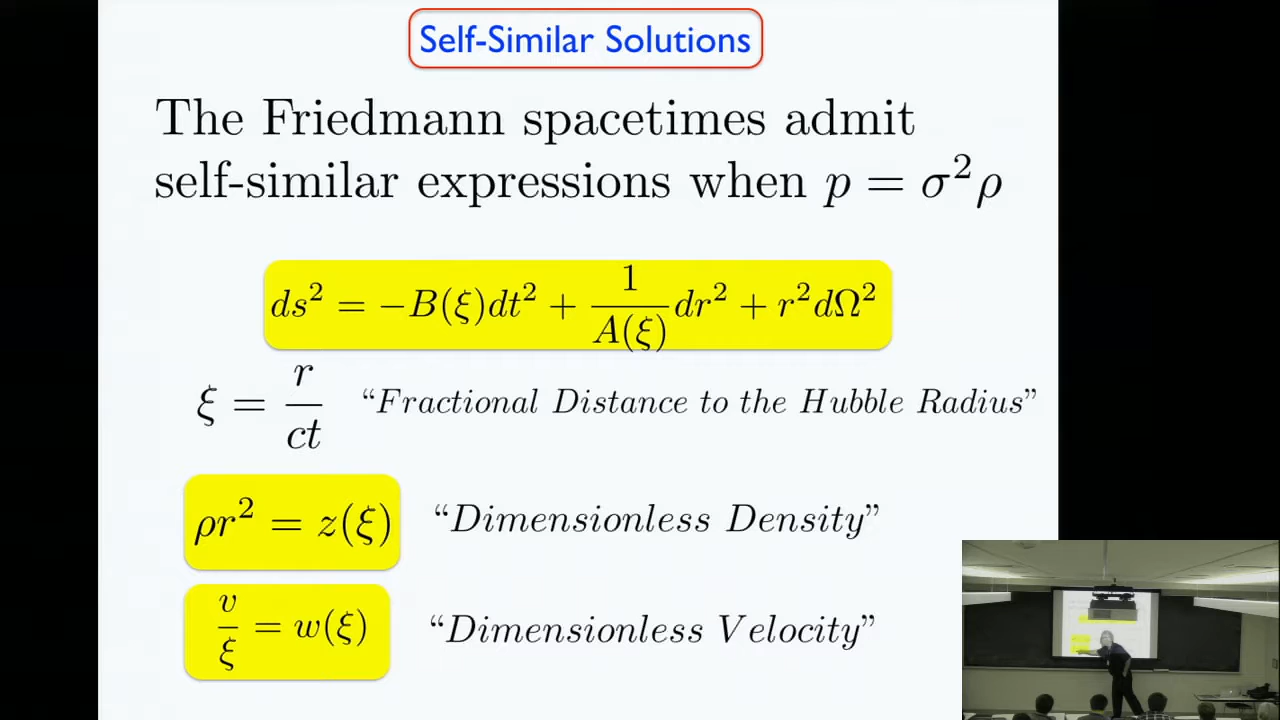 Self-Similar Solutions
The Friedmann spacetimes admit
self-similar expressions when p = σ²ρ
ds² = −B(ξ)dt² + 1/A(ξ) dr² + r²dΩ²
ξ = r/ct “Fractional Distance to the Hubble Radius”
ρr² = z(ξ) “Dimensionless Density”
v/ξ = w(ξ) “Dimensionless Velocity”